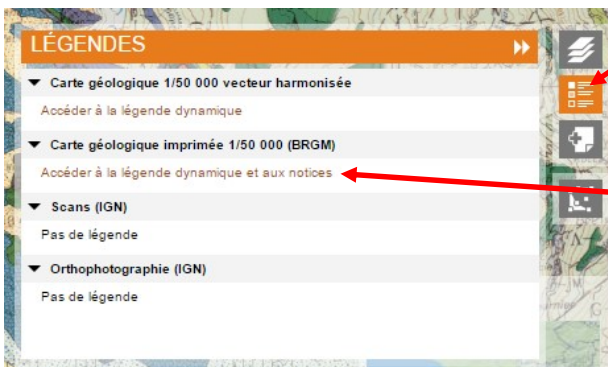 LÉGENDES
Carte géologique 1/50 000 vecteur harmonisée
Accéder à la légende dynamique
Carte géologique imprimée 1/50 000 (BRGM)
Accéder à la légende dynamique et aux notices
Scans (IGN)
Pas de légende
Orthophotographie (IGN)
Pas de légende